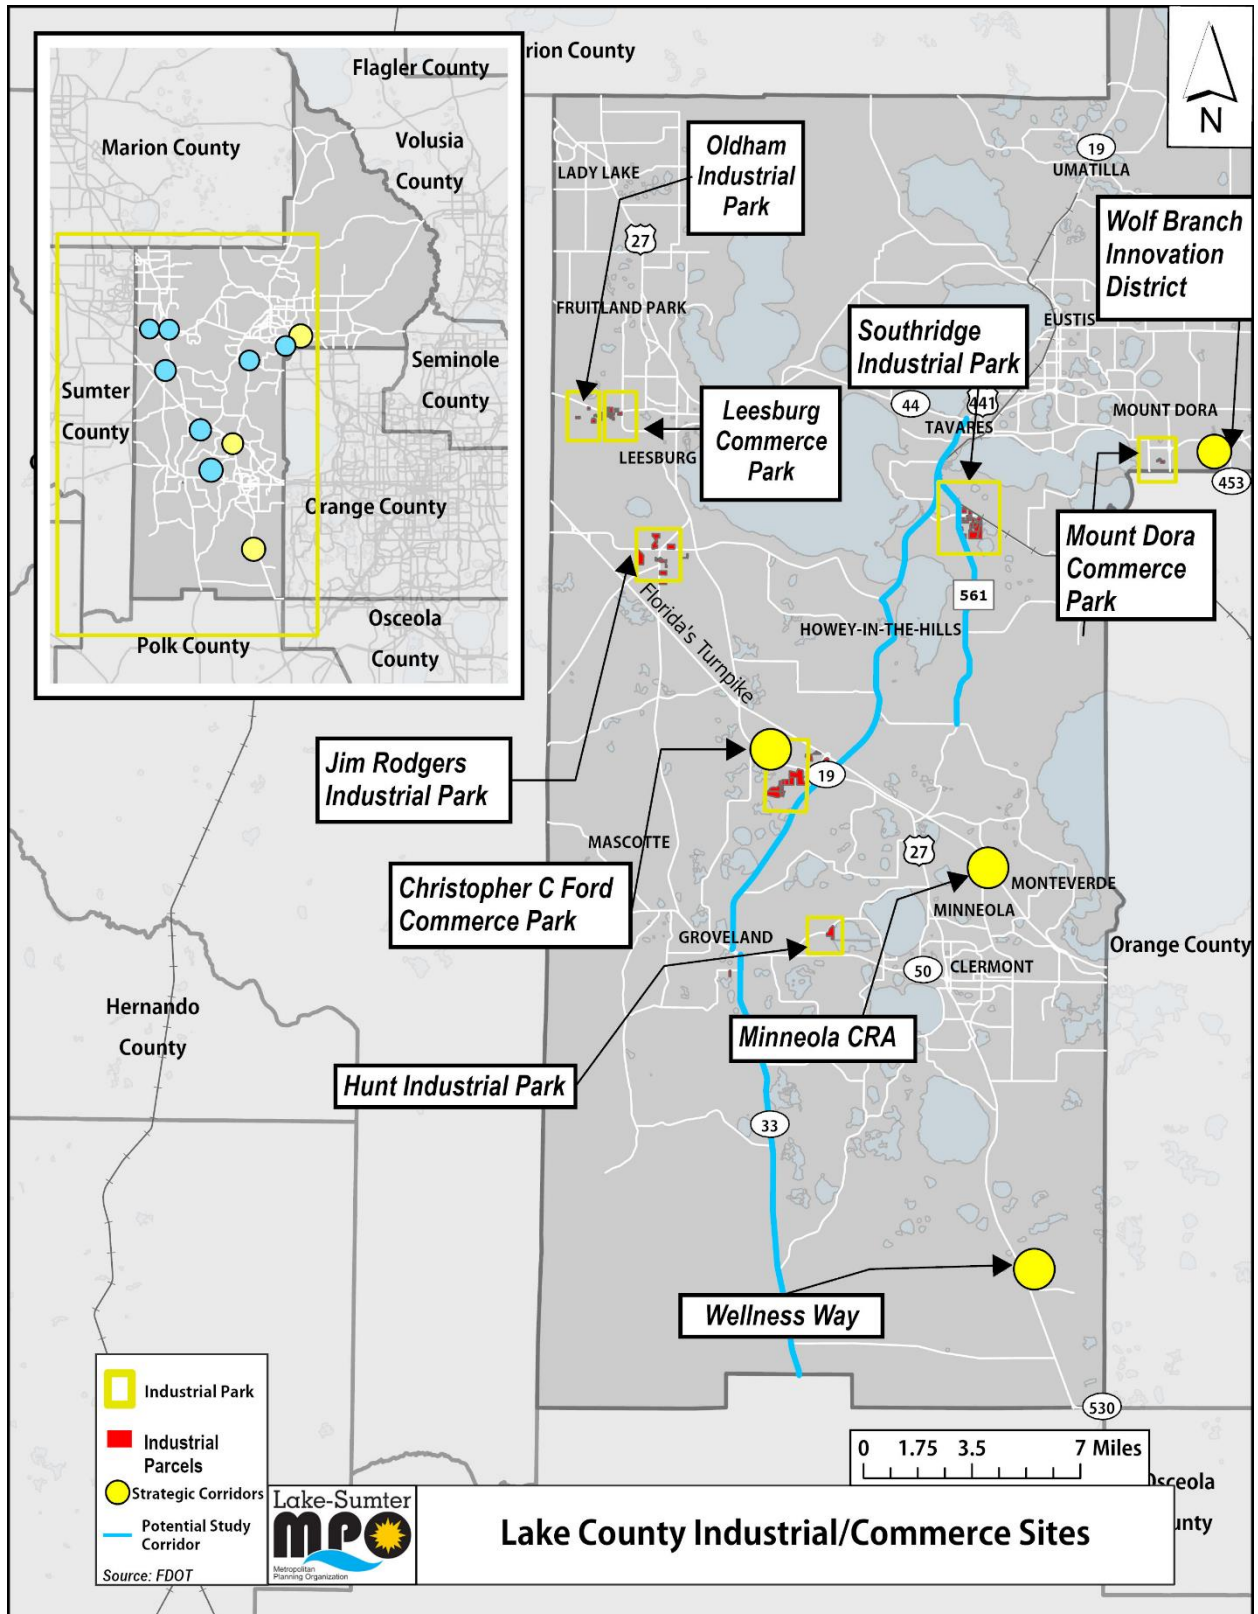 rion County
Flagler County
Marion County
Volusia
County
Seminole
County
Sumter
County
Orange County
Osceola
County
Polk County
N
Oldham
Industrial
Park
LADY LAKE
19
UMATILLA
Wolf Branch
Innovation
District
27
FRUITLAND PARK
Southridge
Industrial Park
EUSTIS
44
441
TAVARES
MOUNT DORA
Leesburg
Commerce
Park
LEESBURG
453
Mount Dora
Commerce
Park
561
Florida's Turnpike
HOWEY-IN-THE-HILLS
Jim Rodgers
Industrial Park
19
MASCOTTE
27
Christopher C Ford
Commerce Park
MONTEVERDE
MINNEOLA
GROVELAND
Orange County
50
CLERMONT
Hernando
County
Minneola CRA
Hunt Industrial Park
33
Wellness Way
530
Industrial Park
Industrial
Parcels
Strategic Corridors
Potential Study
Corridor
Source: FDOT
0 1.75 3.5 7 Miles
Osceola
unty
Lake-Sumter
MPO
Metropolitan
Planning Organization
Lake County Industrial/Commerce Sites